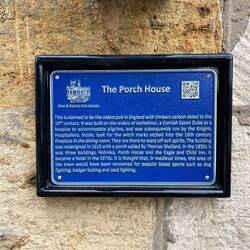 The Porch House
Stow & District Civic Society
This is claimed to be the oldest pub in England with timbers carbon dated to the
10th century. It was built on the orders of Aethelmar, a Cornish Saxon Duke as a
hospice to accommodate pilgrims, and was subsequently run by the Knights
Hospitallers. Inside, look for the witch marks etched into the 16th century
fireplace in the dining room. They are there to ward off evil spirits. The building
was redesigned in 1615 with a porch added by Thomas Shellard. In the 1850s it
was three buildings, Halnleia, Porch House and the Eagle and Child Inn. It
became a hotel in the 1970s. It is thought that, in medieval times, this area of
the town would have been renowned for popular blood sports such as dog
fighting, badger baiting and cock fighting.